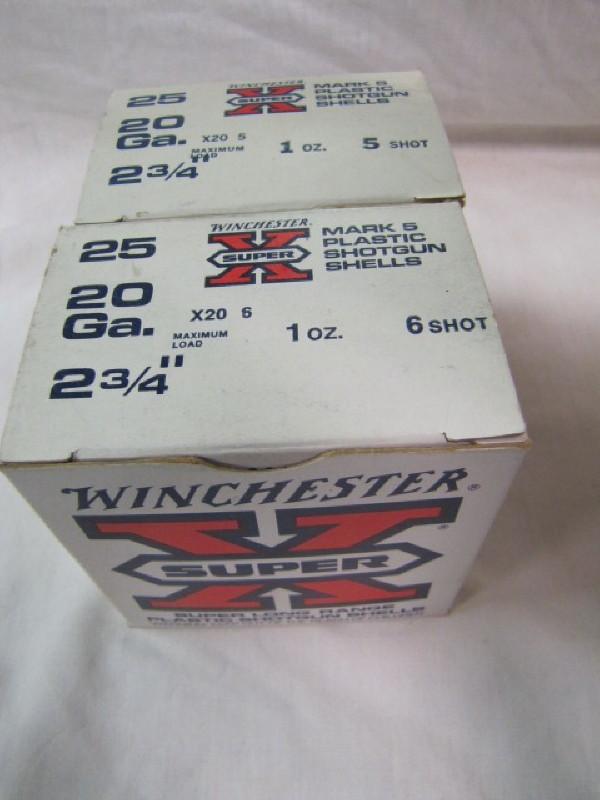 25
WINCHESTER
SUPER X
MARK 5
PLASTIC
SHOTGUN
SHELLS
20
Ga.
X20 5
MAXIMUM
LOAD
1 oz.
5 SHOT
2 3/4"
25
WINCHESTER
SUPER X
MARK 5
PLASTIC
SHOTGUN
SHELLS
20
Ga.
X20 6
MAXIMUM
LOAD
1 oz.
6 SHOT
2 3/4"
WINCHESTER®
SUPER X®
SUPER LONG RANGE
PLASTIC SHOTGUN SHELLS